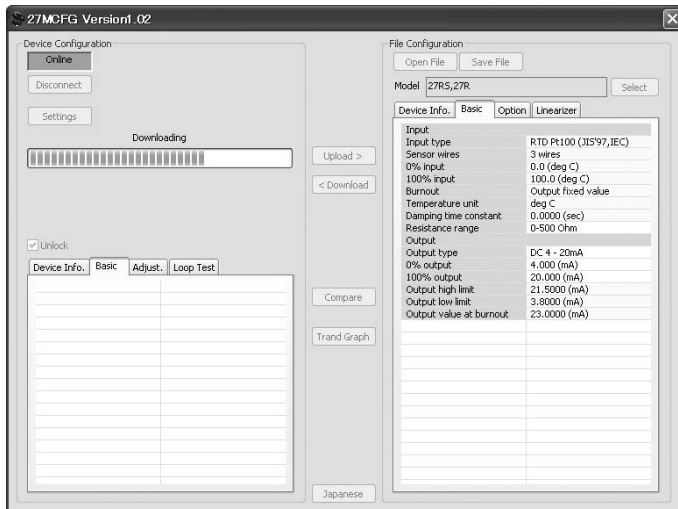 27MCFG Version1.02
Device Configuration
Online
Disconnect
Settings
Downloading
Unlock
Device Info. Basic Adjust. Loop Test
Upload >
< Download
Compare
Trand Graph
Japanese
File Configuration
Open File Save File
Model 27RS,27R Select
Device Info. Basic Option Linearizer
Input
Input type RTD Pt100 (JIS'97,IEC)
Sensor wires 3 wires
0% input 0.0 (deg C)
100% input 100.0 (deg C)
Burnout Output fixed value
Temperature unit deg C
Damping time constant 0.0000 (sec)
Resistance range 0-500 Ohm
Output
Output type DC 4 - 20mA
0% output 4.000 (mA)
100% output 20.000 (mA)
Output high limit 21.5000 (mA)
Output low limit 3.8000 (mA)
Output value at burnout 23.0000 (mA)